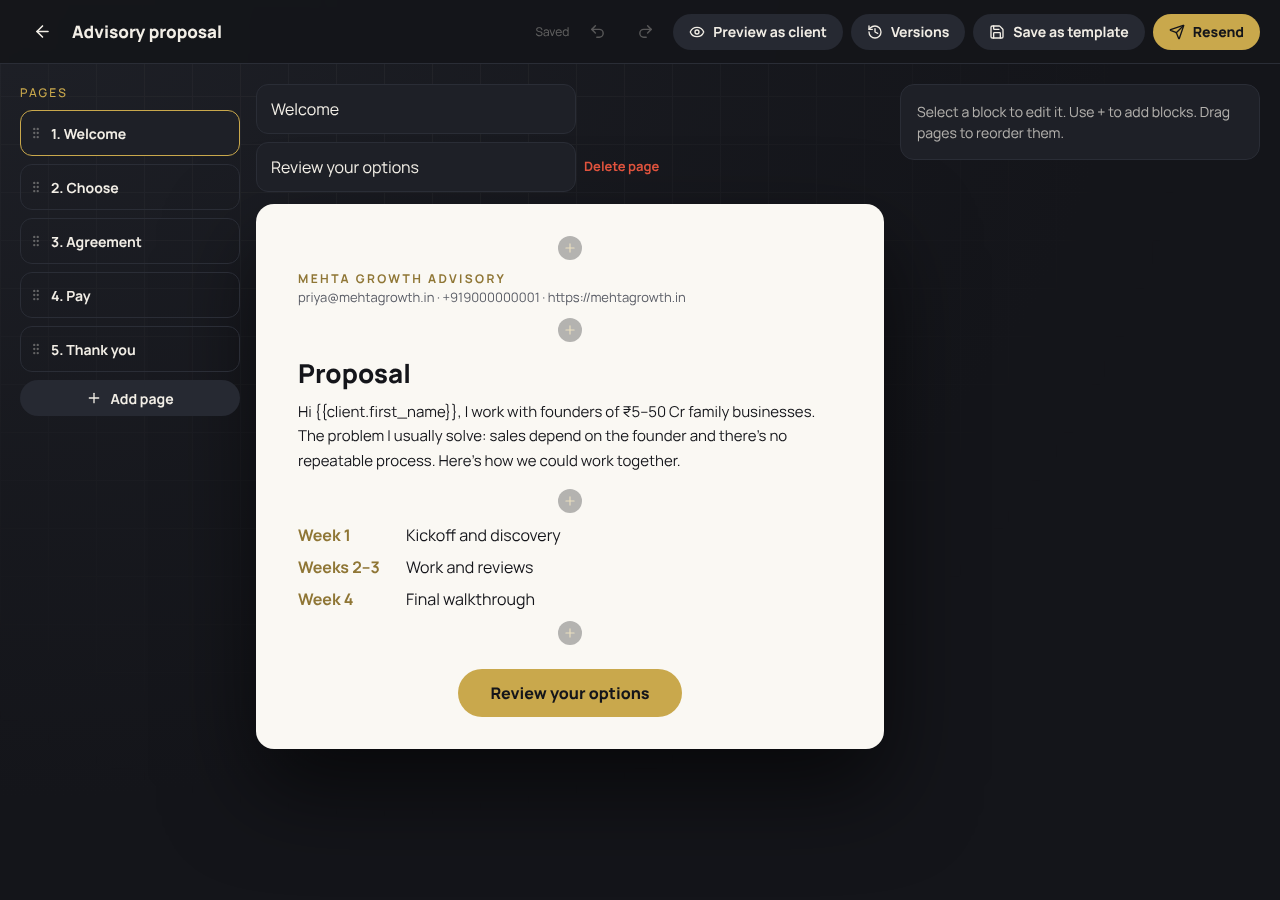 Advisory proposal
Saved
Preview as client
Versions
Save as template
Resend
PAGES
1. Welcome
2. Choose
3. Agreement
4. Pay
5. Thank you
+ Add page
Welcome
Review your options
Delete page
MEHTA GROWTH ADVISORY
priya@mehtagrowth.in · +919000000001 · https://mehtagrowth.in
Proposal
Hi {{client.first_name}}, I work with founders of ₹5–50 Cr family businesses.
The problem I usually solve: sales depend on the founder and there's no
repeatable process. Here's how we could work together.
Week 1 Kickoff and discovery
Weeks 2–3 Work and reviews
Week 4 Final walkthrough
Review your options
Select a block to edit it. Use + to add blocks. Drag
pages to reorder them.